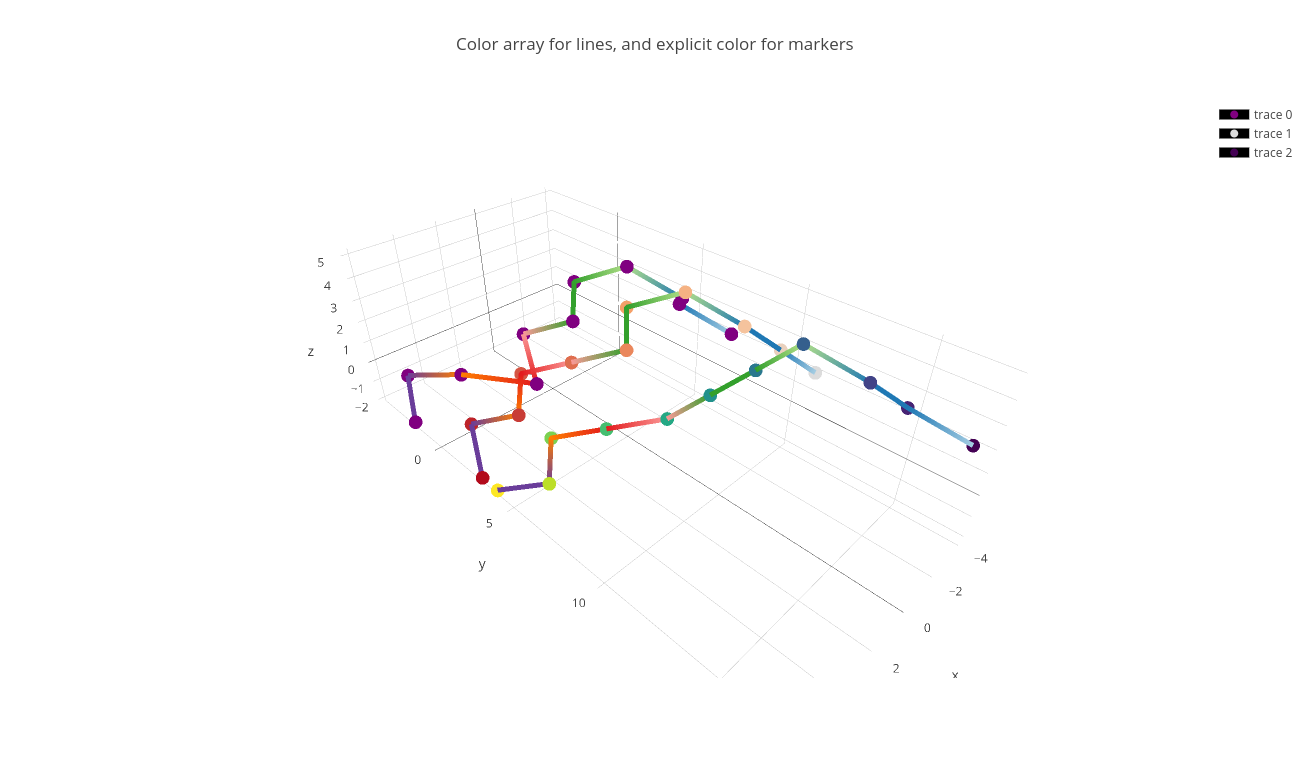 Color array for lines, and explicit color for markers
trace 0
trace 1
trace 2
5
4
3
2
1
0
−1
−2
z
0
5
10
y
−4
−2
0
2
x